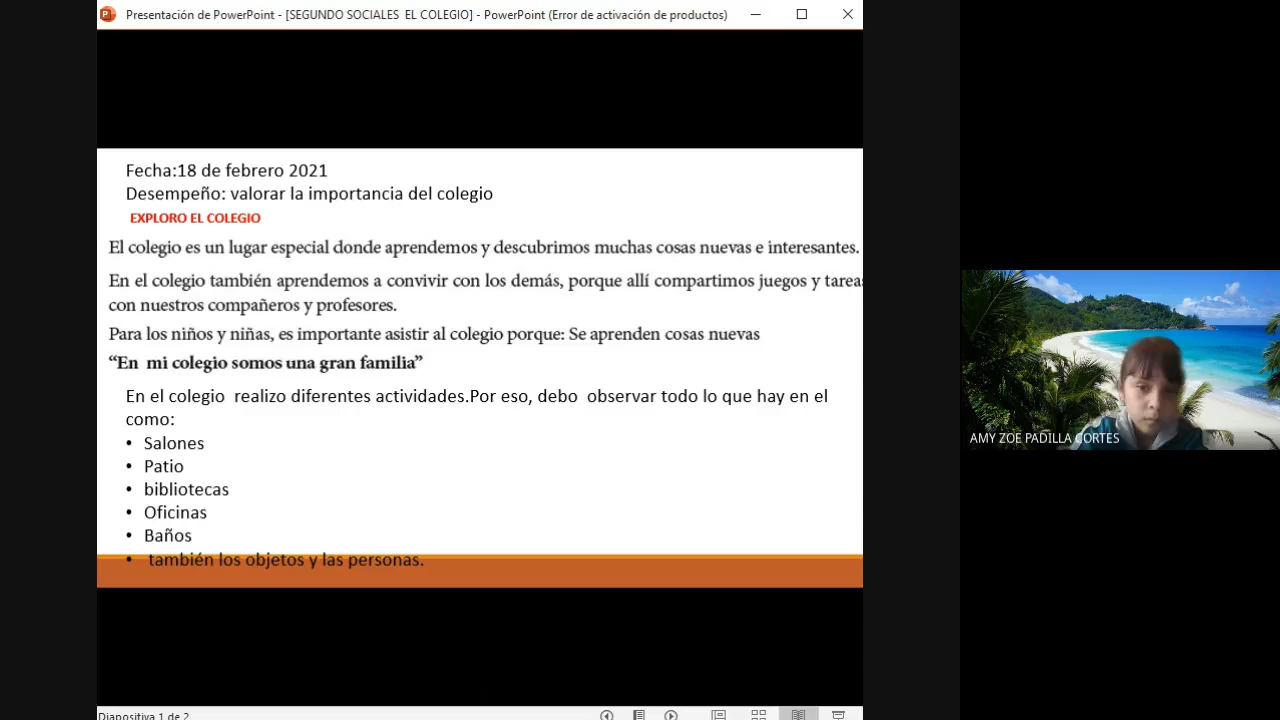 Presentación de PowerPoint - [SEGUNDO SOCIALES  EL COLEGIO] - PowerPoint (Error de activación de productos)
Fecha:18 de febrero 2021
Desempeño: valorar la importancia del colegio
EXPLORO EL COLEGIO
El colegio es un lugar especial donde aprendemos y descubrimos muchas cosas nuevas e interesantes.
En el colegio también aprendemos a convivir con los demás, porque allí compartimos juegos y tareas
con nuestros compañeros y profesores.
Para los niños y niñas, es importante asistir al colegio porque: Se aprenden cosas nuevas
“En  mi colegio somos una gran familia”
En el colegio  realizo diferentes actividades.Por eso, debo  observar todo lo que hay en el
como:
• Salones
• Patio
• bibliotecas
• Oficinas
• Baños
• también los objetos y las personas.
AMY ZOE PADILLA CORTES
Diapositiva 1 de 2